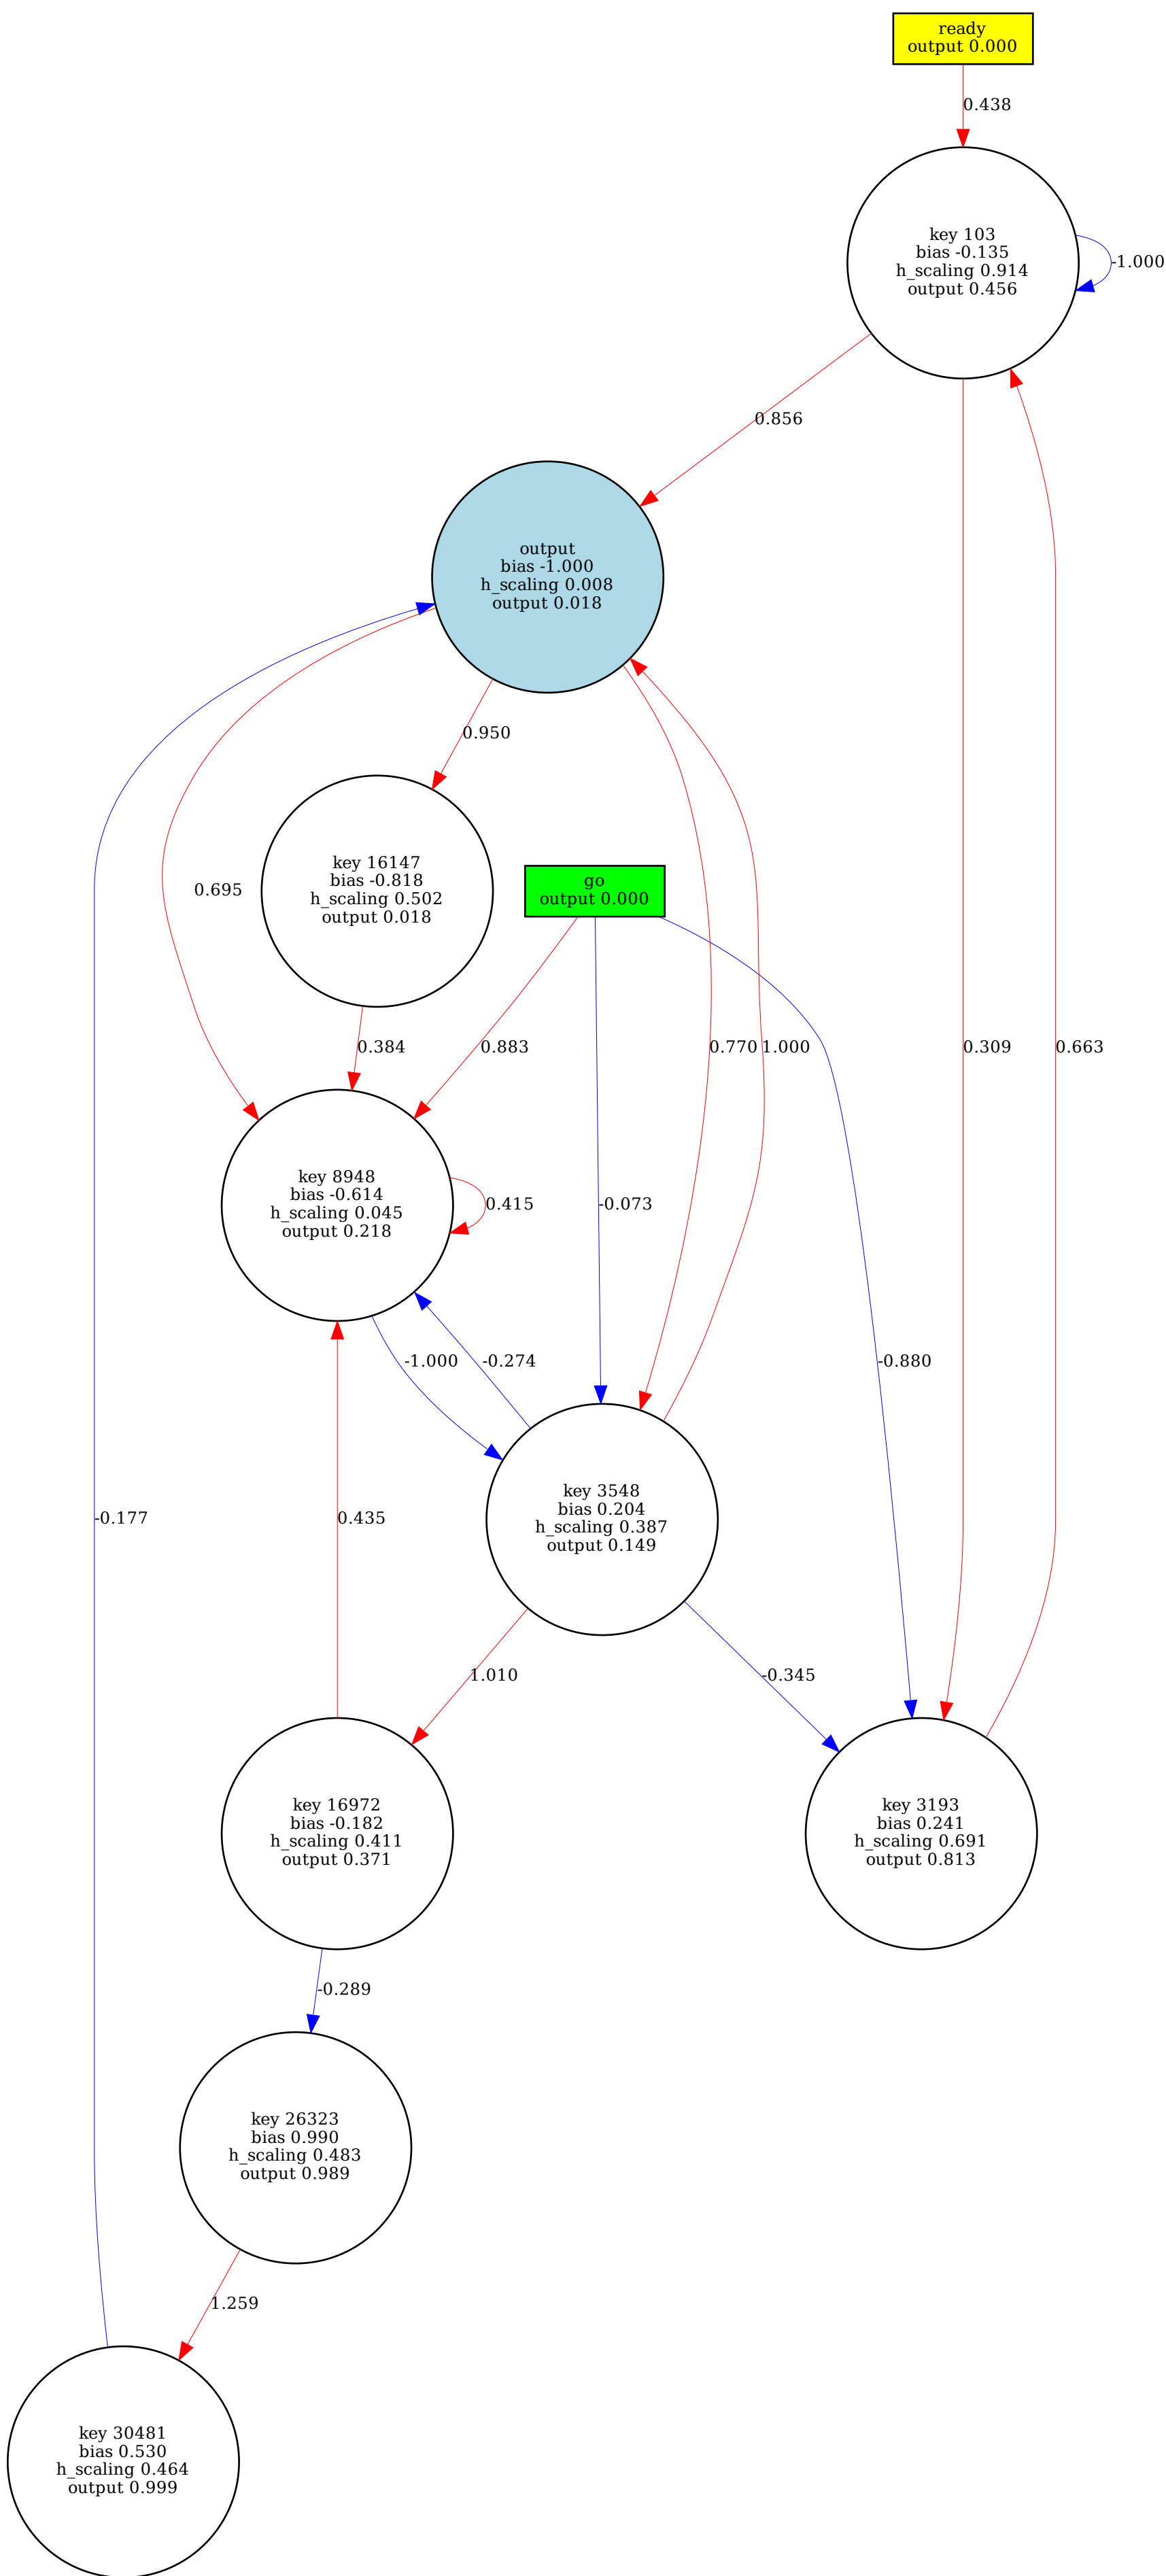 ready
output 0.000
0.438
key 103
bias -0.135
h_scaling 0.914
output 0.456
-1.000
0.856
output
bias -1.000
h_scaling 0.008
output 0.018
0.950
key 16147
bias -0.818
h_scaling 0.502
output 0.018
go
output 0.000
0.695
0.384
0.883
0.770
1.000
0.309
0.663
key 8948
bias -0.614
h_scaling 0.045
output 0.218
0.415
-0.073
-1.000
-0.274
-0.880
key 3548
bias 0.204
h_scaling 0.387
output 0.149
-0.177
0.435
1.010
-0.345
key 16972
bias -0.182
h_scaling 0.411
output 0.371
key 3193
bias 0.241
h_scaling 0.691
output 0.813
-0.289
key 26323
bias 0.990
h_scaling 0.483
output 0.989
1.259
key 30481
bias 0.530
h_scaling 0.464
output 0.999